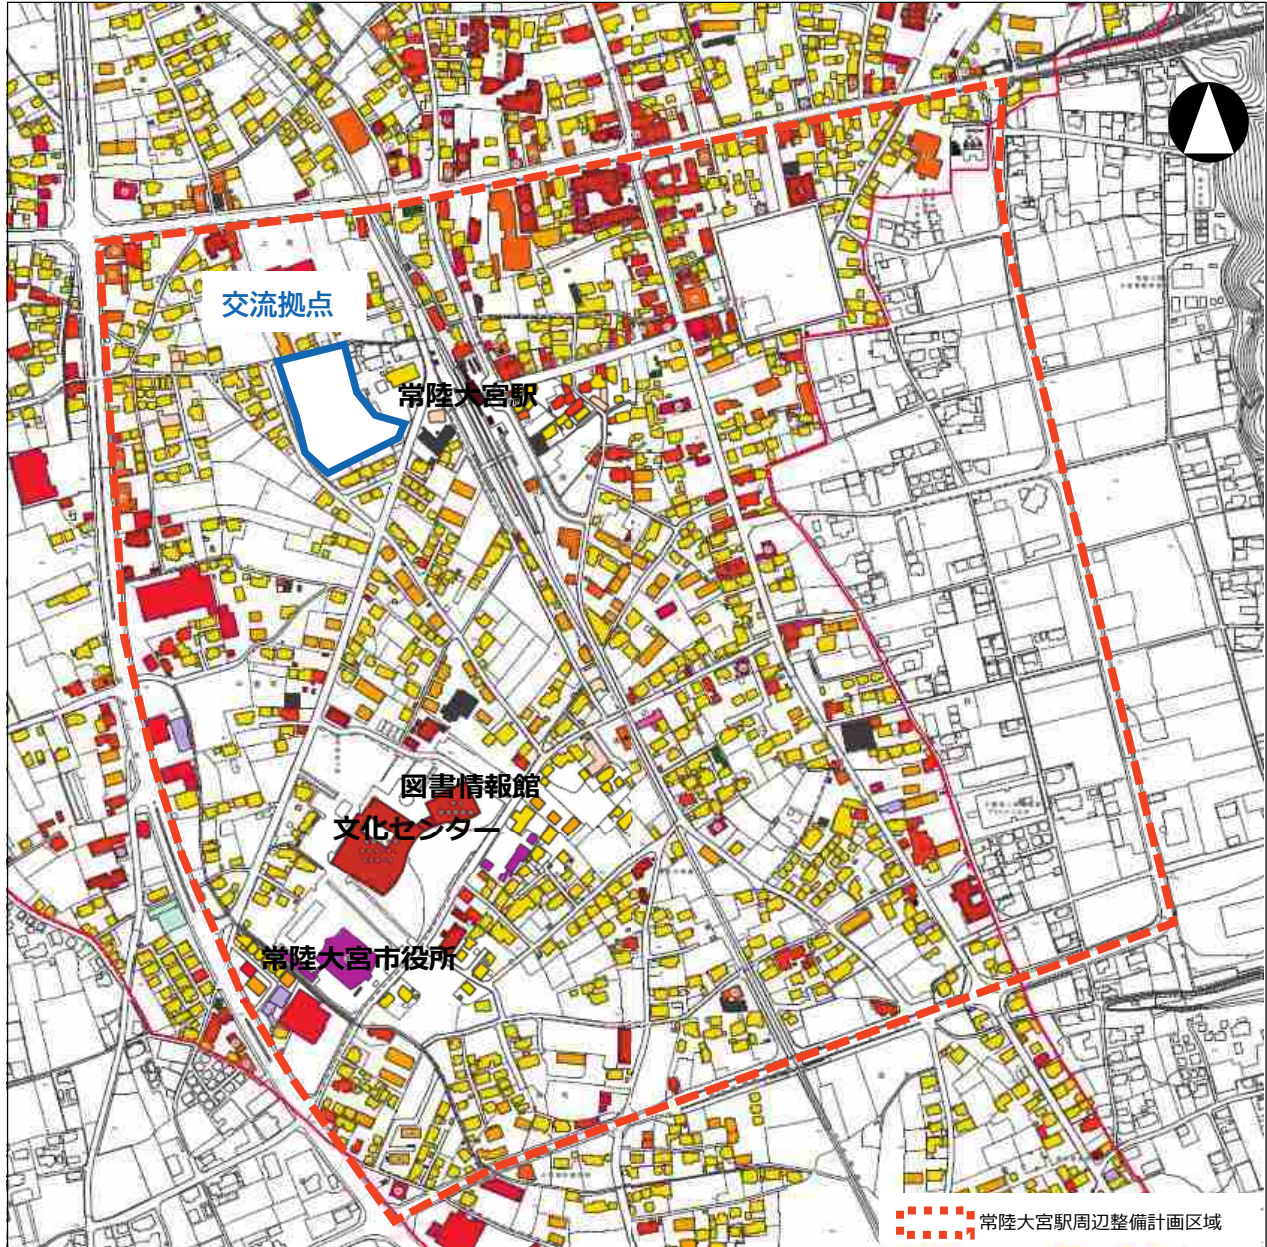 交流拠点
常陸大宮駅
図書情報館
文化センター
常陸大宮市役所
常陸大宮駅周辺整備計画区域